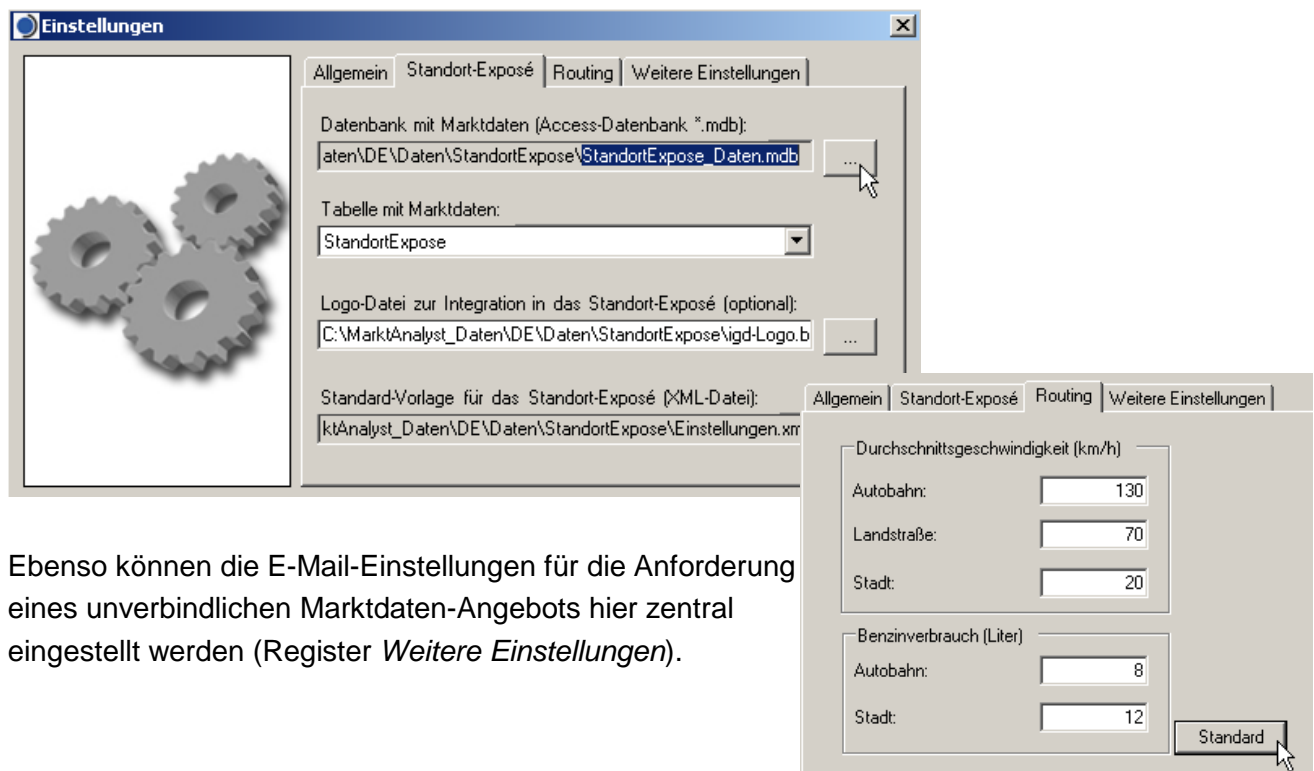 Einstellungen
Allgemein Standort-Exposé Routing Weitere Einstellungen
Datenbank mit Marktdaten (Access-Datenbank *.mdb):
aten\DE\Daten\StandortExpose\StandortExpose_Daten.mdb ...
Tabelle mit Marktdaten:
StandortExpose
Logo-Datei zur Integration in das Standort-Exposé (optional):
C:\MarktAnalyst_Daten\DE\Daten\StandortExpose\igd-Logo.b ...
Standard-Vorlage für das Standort-Exposé (XML-Datei):
ktAnalyst_Daten\DE\Daten\StandortExpose\Einstellungen.xm
Allgemein Standort-Exposé Routing Weitere Einstellungen
Durchschnittsgeschwindigkeit (km/h)
Autobahn: 130
Landstraße: 70
Stadt: 20
Benzinverbrauch (Liter)
Autobahn: 8
Stadt: 12
Standard
Ebenso können die E-Mail-Einstellungen für die Anforderung
eines unverbindlichen Marktdaten-Angebots hier zentral
eingestellt werden (Register Weitere Einstellungen).